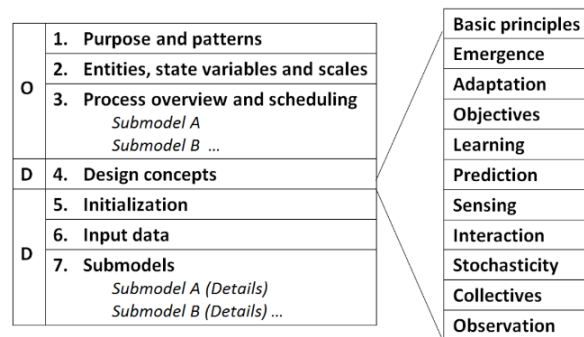 O
1. Purpose and patterns
2. Entities, state variables and scales
3. Process overview and scheduling
Submodel A
Submodel B ...
D
4. Design concepts
D
5. Initialization
6. Input data
7. Submodels
Submodel A (Details)
Submodel B (Details) ...
Basic principles
Emergence
Adaptation
Objectives
Learning
Prediction
Sensing
Interaction
Stochasticity
Collectives
Observation